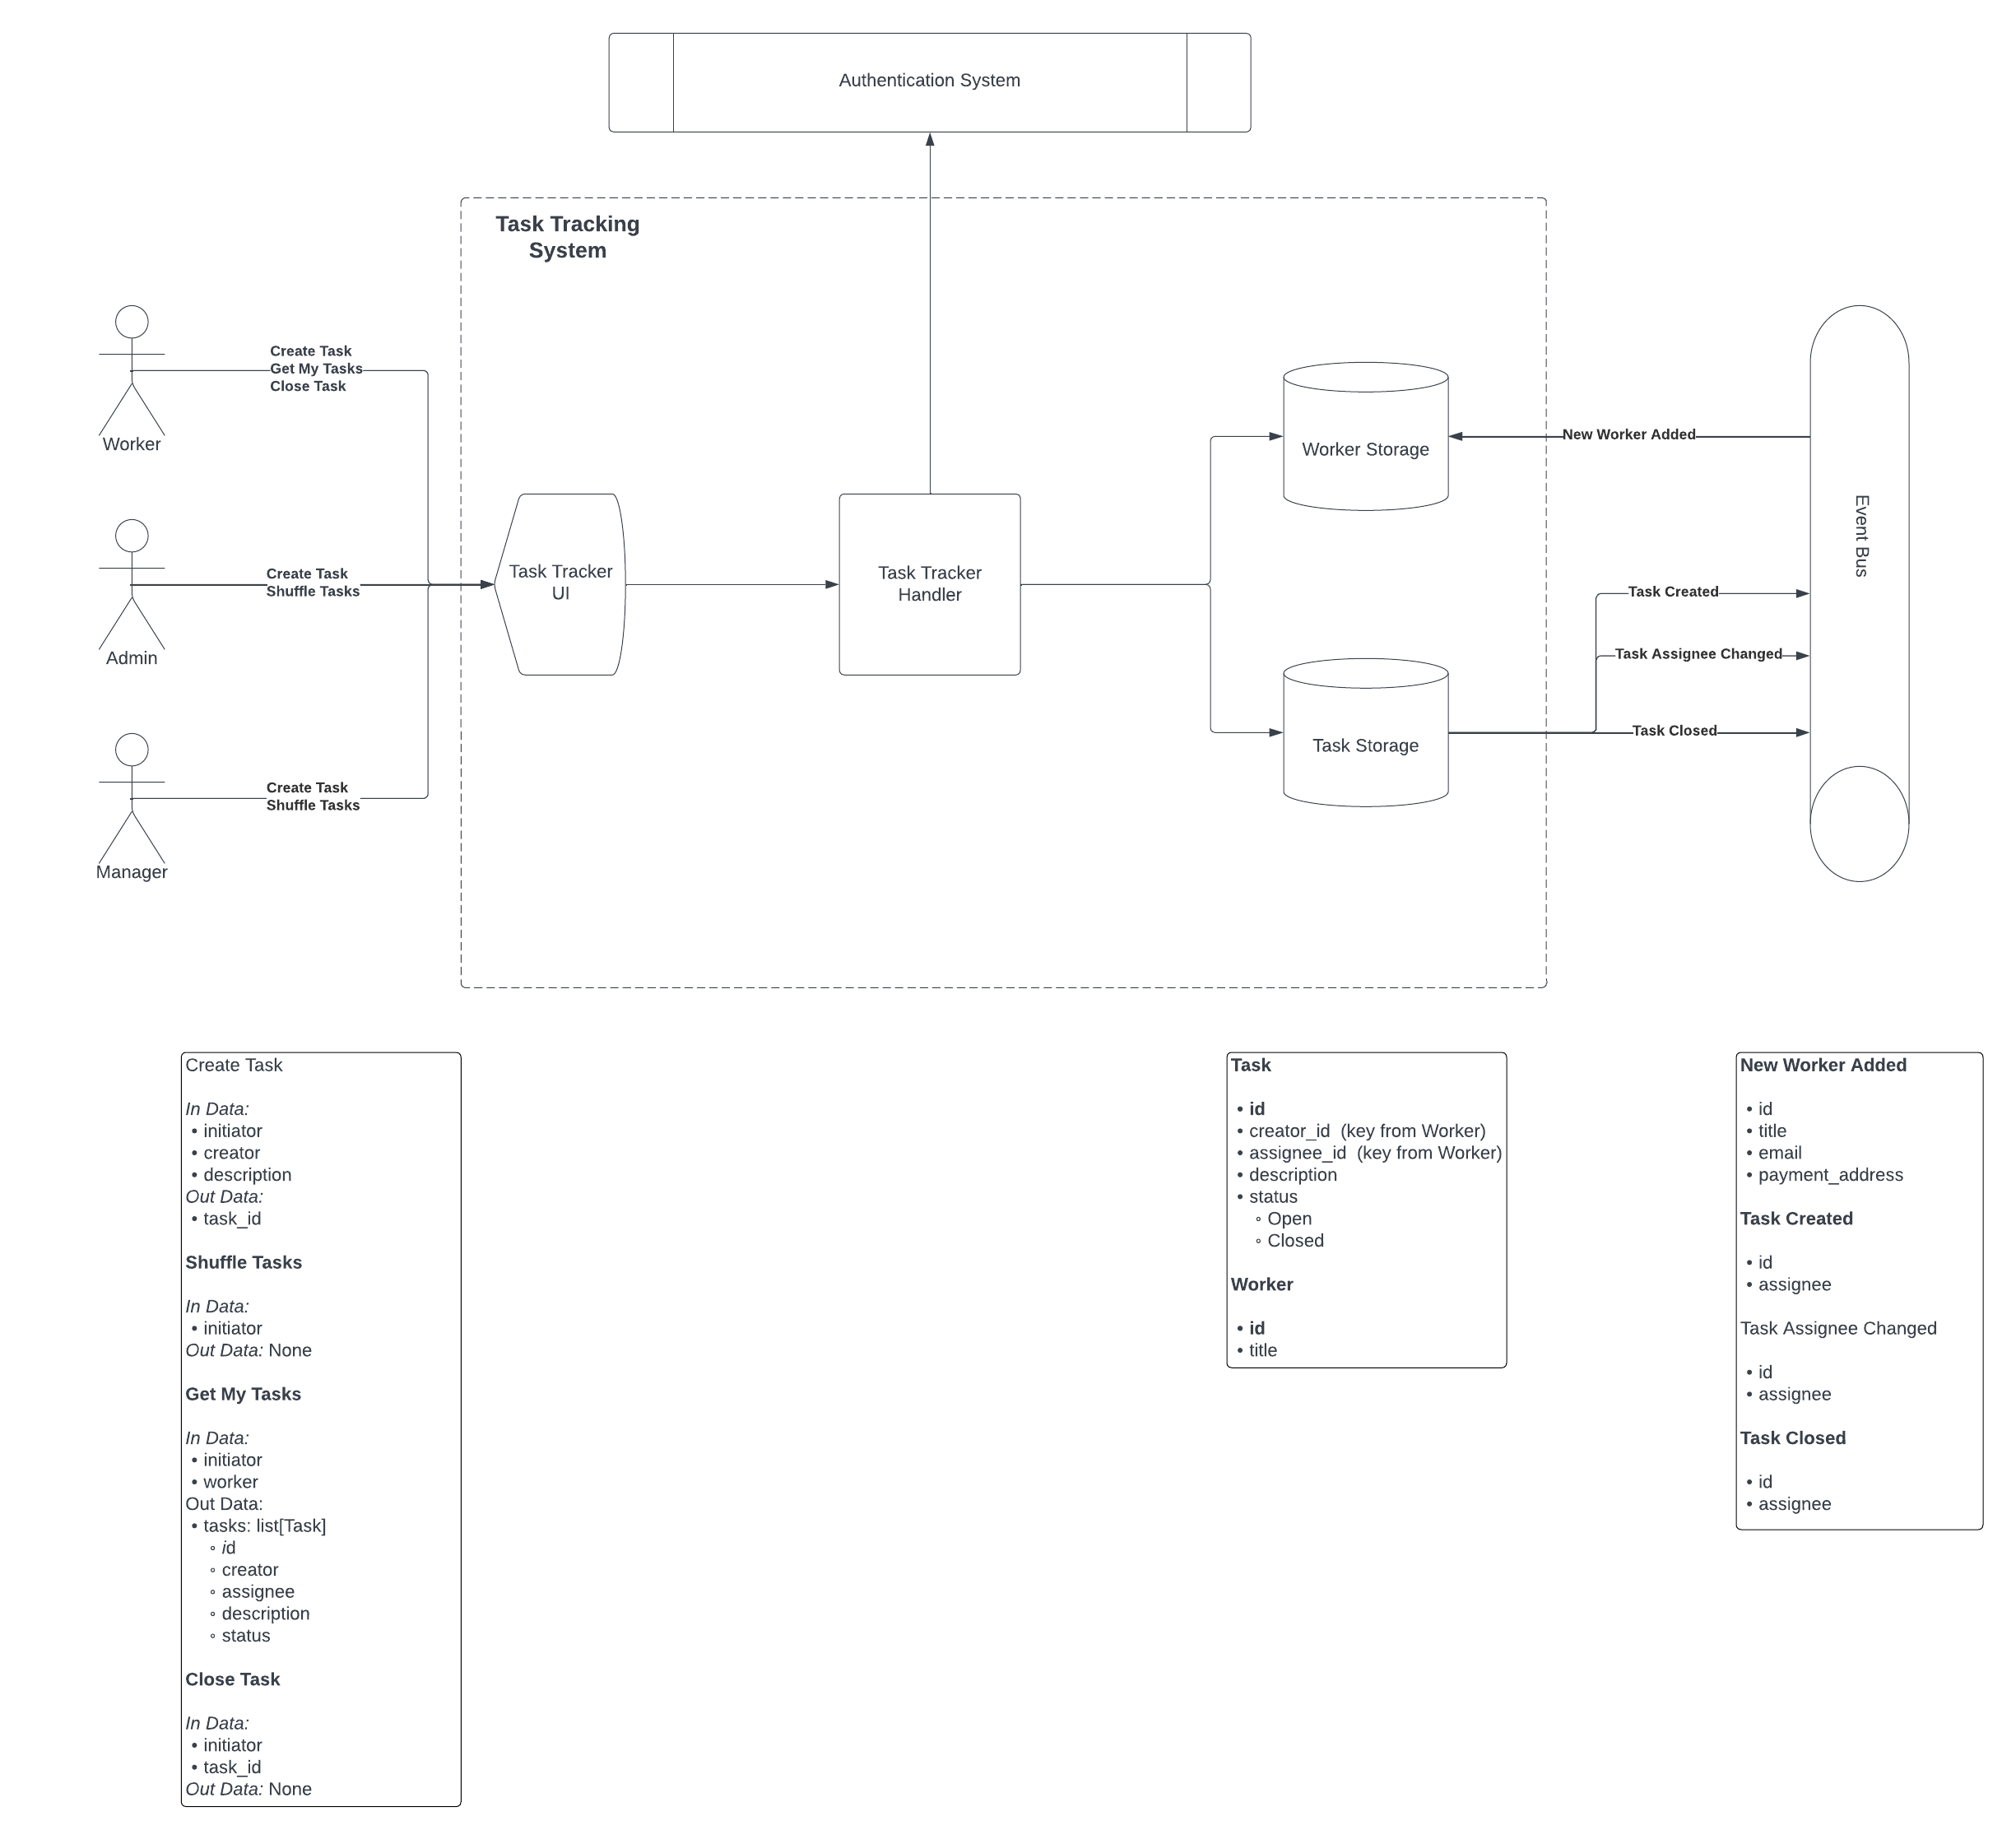 Authentication System
Task Tracking
System
Create Task
Get My Tasks
Close Task
Worker
Create Task
Shuffle Tasks
Admin
Create Task
Shuffle Tasks
Manager
Task Tracker
UI
Task Tracker
Handler
Worker Storage
Task Storage
New Worker Added
Task Created
Task Assignee Changed
Task Closed
Event Bus
Create Task
In Data:
• initiator
• creator
• description
Out Data:
• task_id
Shuffle Tasks
In Data:
• initiator
Out Data: None
Get My Tasks
In Data:
• initiator
• worker
Out Data:
• tasks: list[Task]
◦ id
◦ creator
◦ assignee
◦ description
◦ status
Close Task
In Data:
• initiator
• task_id
Out Data: None
Task
• id
• creator_id  (key from Worker)
• assignee_id  (key from Worker)
• description
• status
◦ Open
◦ Closed
Worker
• id
• title
New Worker Added
• id
• title
• email
• payment_address
Task Created
• id
• assignee
Task Assignee Changed
• id
• assignee
Task Closed
• id
• assignee